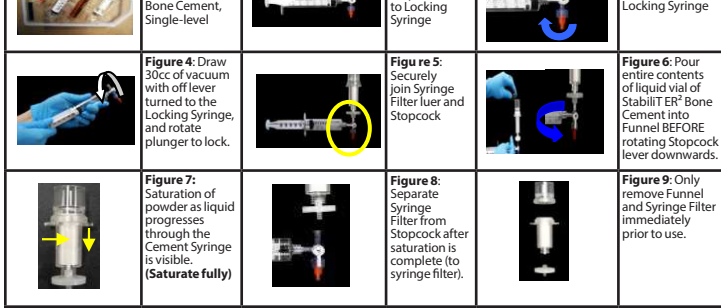 Bone Cement,
Single-level
to Locking
Syringe
Locking Syringe
Figure 4: Draw
30cc of vacuum
with off lever
turned to the
Locking Syringe,
and rotate
plunger to lock.
Figu re 5:
Securely
join Syringe
Filter luer and
Stopcock
Figure 6: Pour
entire contents
of liquid vial of
StabiliT ER² Bone
Cement into
Funnel BEFORE
rotating Stopcock
lever downwards.
Figure 7:
Saturation of
powder as liquid
progresses
through the
Cement Syringe
is visible.
(Saturate fully)
Figure 8:
Separate
Syringe
Filter from
Stopcock after
saturation is
complete (to
syringe filter).
Figure 9: Only
remove Funnel
and Syringe Filter
immediately
prior to use.